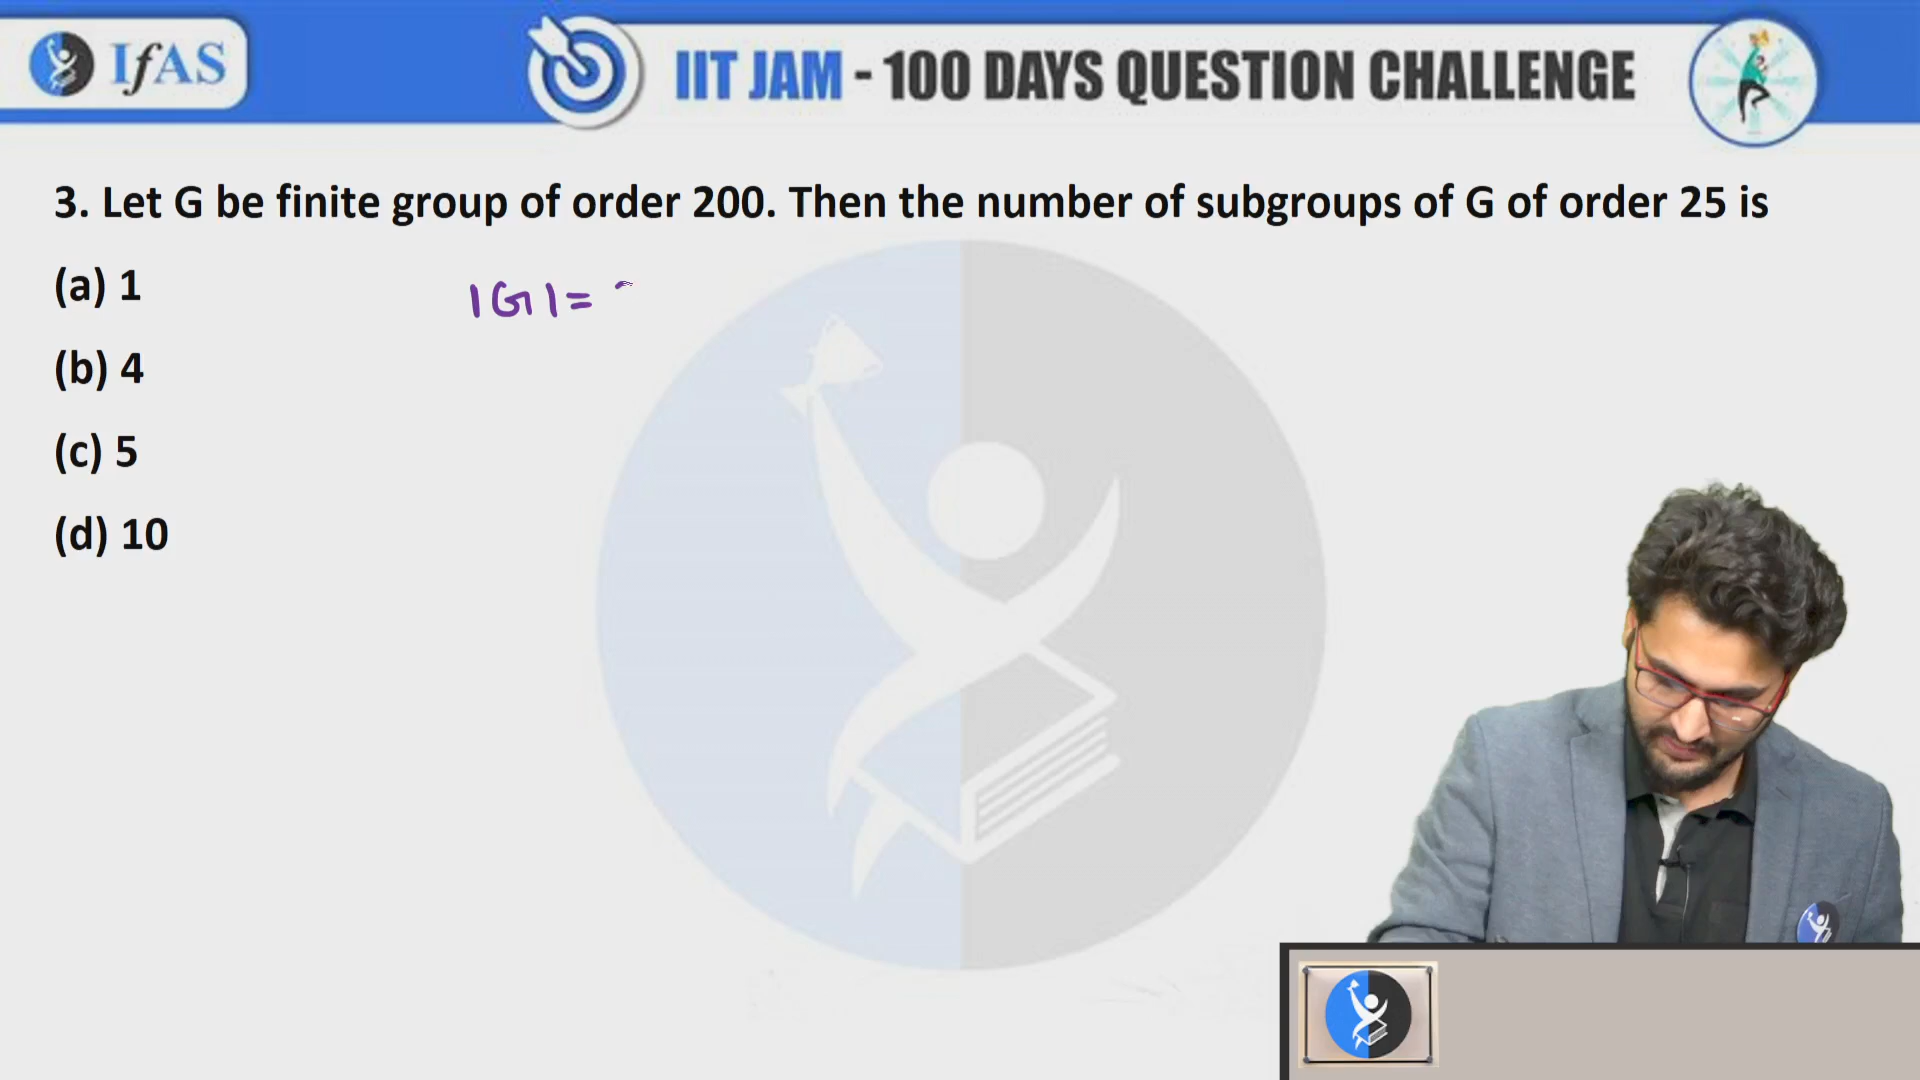 IfAS
IIT JAM - 100 DAYS QUESTION CHALLENGE
3. Let G be finite group of order 200. Then the number of subgroups of G of order 25 is
(a) 1
|G| =
(b) 4
(c) 5
(d) 10